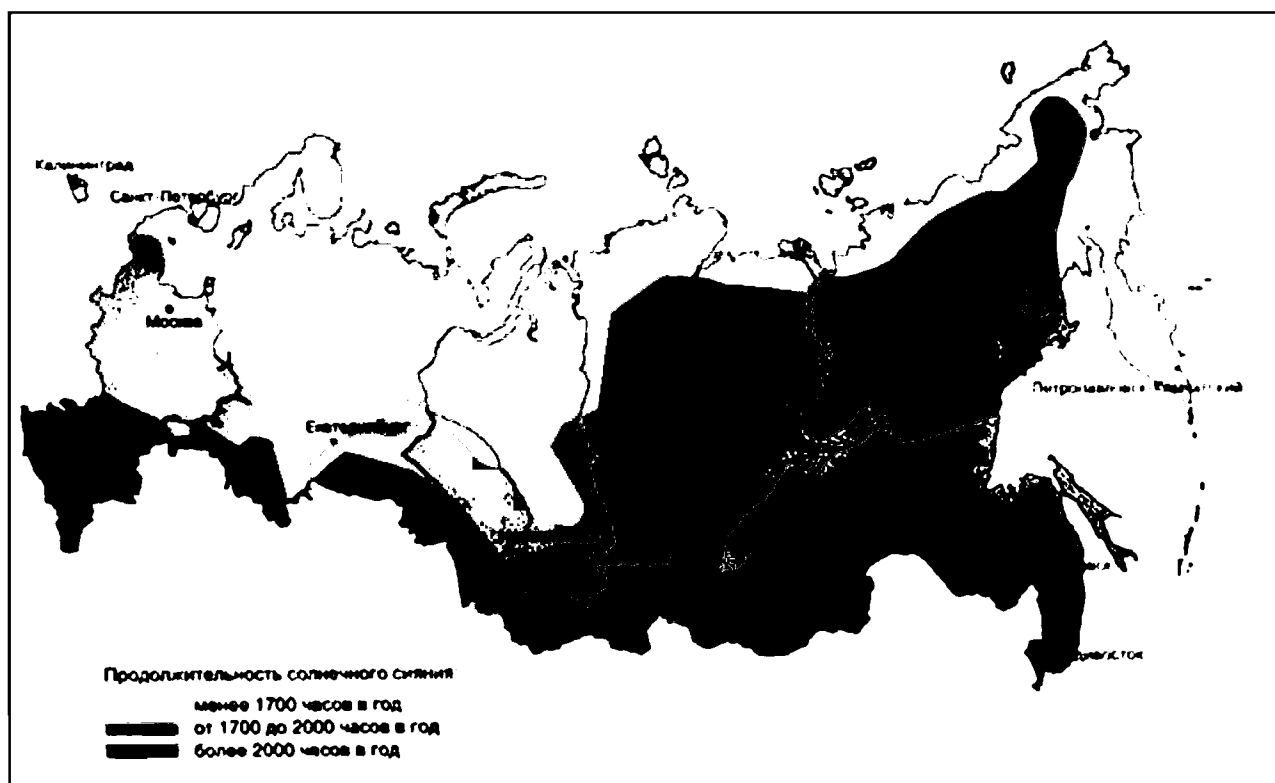 Калининград
Санкт-Петербург
Москва
Екатеринбург
Продолжительность солнечного сияния
менее 1700 часов в год
от 1700 до 2000 часов в год
более 2000 часов в год